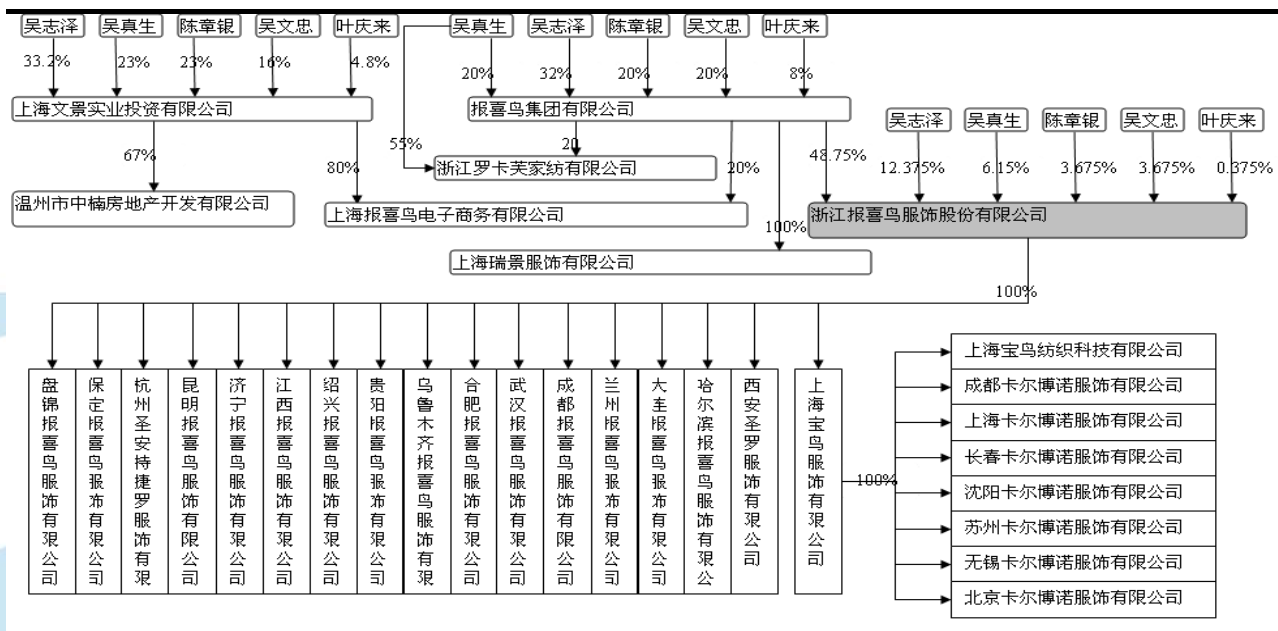 吴志泽 吴真生 陈章银 吴文忠 叶庆来 吴真生 吴志泽 陈章银 吴文忠 叶庆来
33.2% 23% 23% 16% 4.8% 20% 32% 20% 20% 8%
上海文景实业投资有限公司 报喜鸟集团有限公司
吴志泽 吴真生 陈章银 吴文忠 叶庆来
67% 80% 55% 20 20% 48.75% 12.375% 6.15% 3.675% 3.675% 0.375%
浙江罗卡芙家纺有限公司
温州市中楠房地产开发有限公司 上海报喜鸟电子商务有限公司 浙江报喜鸟服饰股份有限公司
100%
上海瑞景服饰有限公司
100%
盘锦报喜鸟服饰有限公司
保定报喜鸟服饰有限公司
杭州圣安特捷罗服饰有限
昆明报喜鸟服饰有限公司
济宁报喜鸟服饰有限公司
江西报喜鸟服饰有限公司
绍兴报喜鸟服饰有限公司
贵阳报喜鸟服饰有限公司
乌鲁木齐报喜鸟服饰有限
合肥报喜鸟服饰有限公司
武汉报喜鸟服饰有限公司
成都报喜鸟服饰有限公司
兰州报喜鸟服饰有限公司
大连报喜鸟服饰有限公司
哈尔滨报喜鸟服饰有限公
西安圣罗服饰有限公司
上海宝鸟服饰有限公司
100%
上海宝鸟纺织科技有限公司
成都卡尔博诺服饰有限公司
上海卡尔博诺服饰有限公司
长春卡尔博诺服饰有限公司
沈阳卡尔博诺服饰有限公司
苏州卡尔博诺服饰有限公司
无锡卡尔博诺服饰有限公司
北京卡尔博诺服饰有限公司